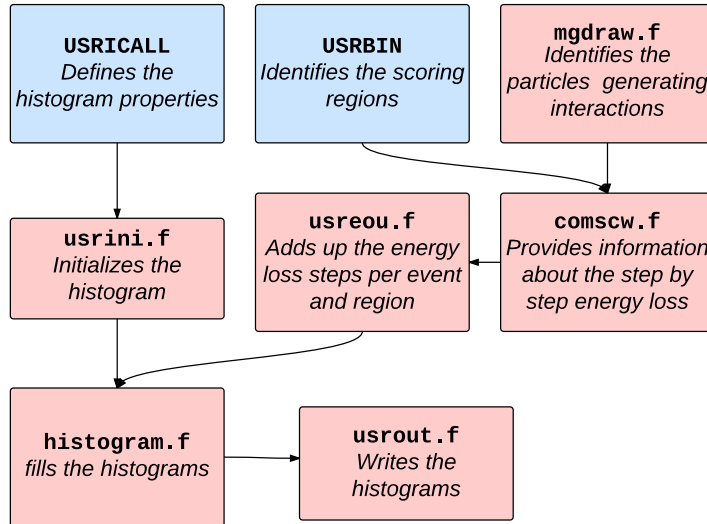 USRICALL
Defines the
histogram properties
USRBIN
Identifies the scoring
regions
mgdraw.f
Identifies the
particles generating
interactions
usrini.f
Initializes the
histogram
usreou.f
Adds up the energy
loss steps per event
and region
comscw.f
Provides information
about the step by
step energy loss
histogram.f
fills the histograms
usrout.f
Writes the
histograms